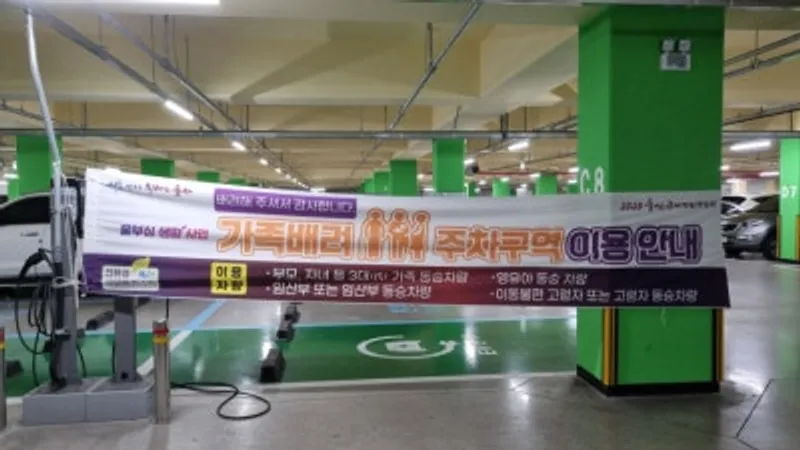 배려해 주셔서 감사합니다
가족배려 주차구역 이용 안내
이용
차량
• 부모, 자녀 등 3대가 가족 동승차량
• 영유아 동승 차량
• 임산부 또는 임산부 동승차량
• 이동불편 고령자 또는 고령자 동승차량
C8
D7